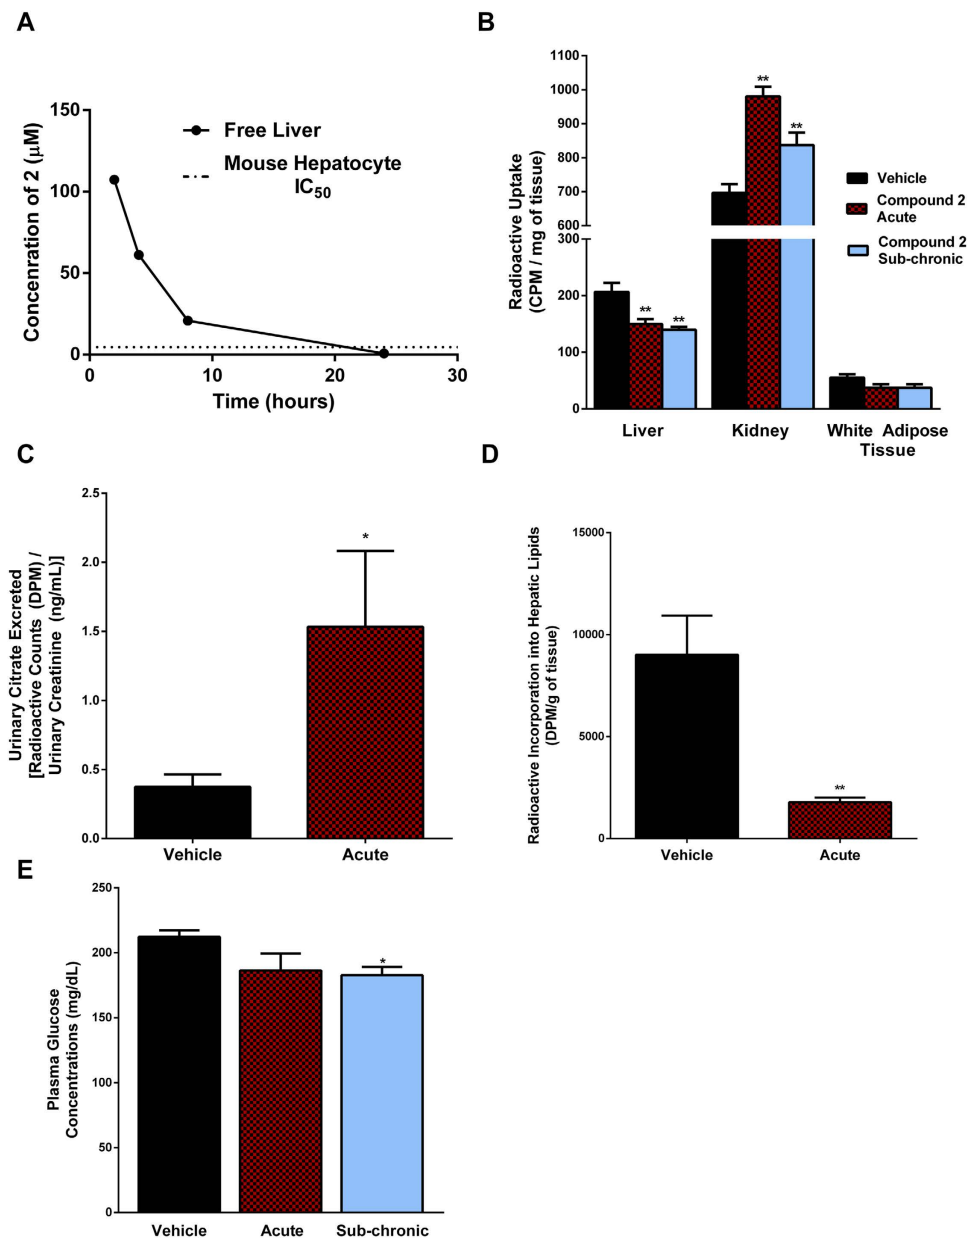 A
Concenration of 2 (μM)
150
100
50
0
0 10 20 30
Time (hours)
Free Liver
Mouse Hepatocyte
IC50
B
Radioactive Uptake
(CPM / mg of tissue)
1100
1000
900
800
700
600
300
200
100
0
** **
** **
Liver Kidney White Adipose
Tissue
Vehicle
Compound 2
Acute
Compound 2
Sub-chronic
C
Urinary Citrate Excreted
[Radioactive Counts (DPM) /
Urinary Creatinine (ng/mL)]
2.5
2.0
1.5
1.0
0.5
0.0
*
Vehicle Acute
D
Radioactive Incorporation into Hepatic Lipids
(DPM/g of tissue)
15000
10000
5000
0
**
Vehicle Acute
E
Plasma Glucose
Concentrations (mg/dL)
250
200
150
100
50
0
*
Vehicle Acute Sub-chronic